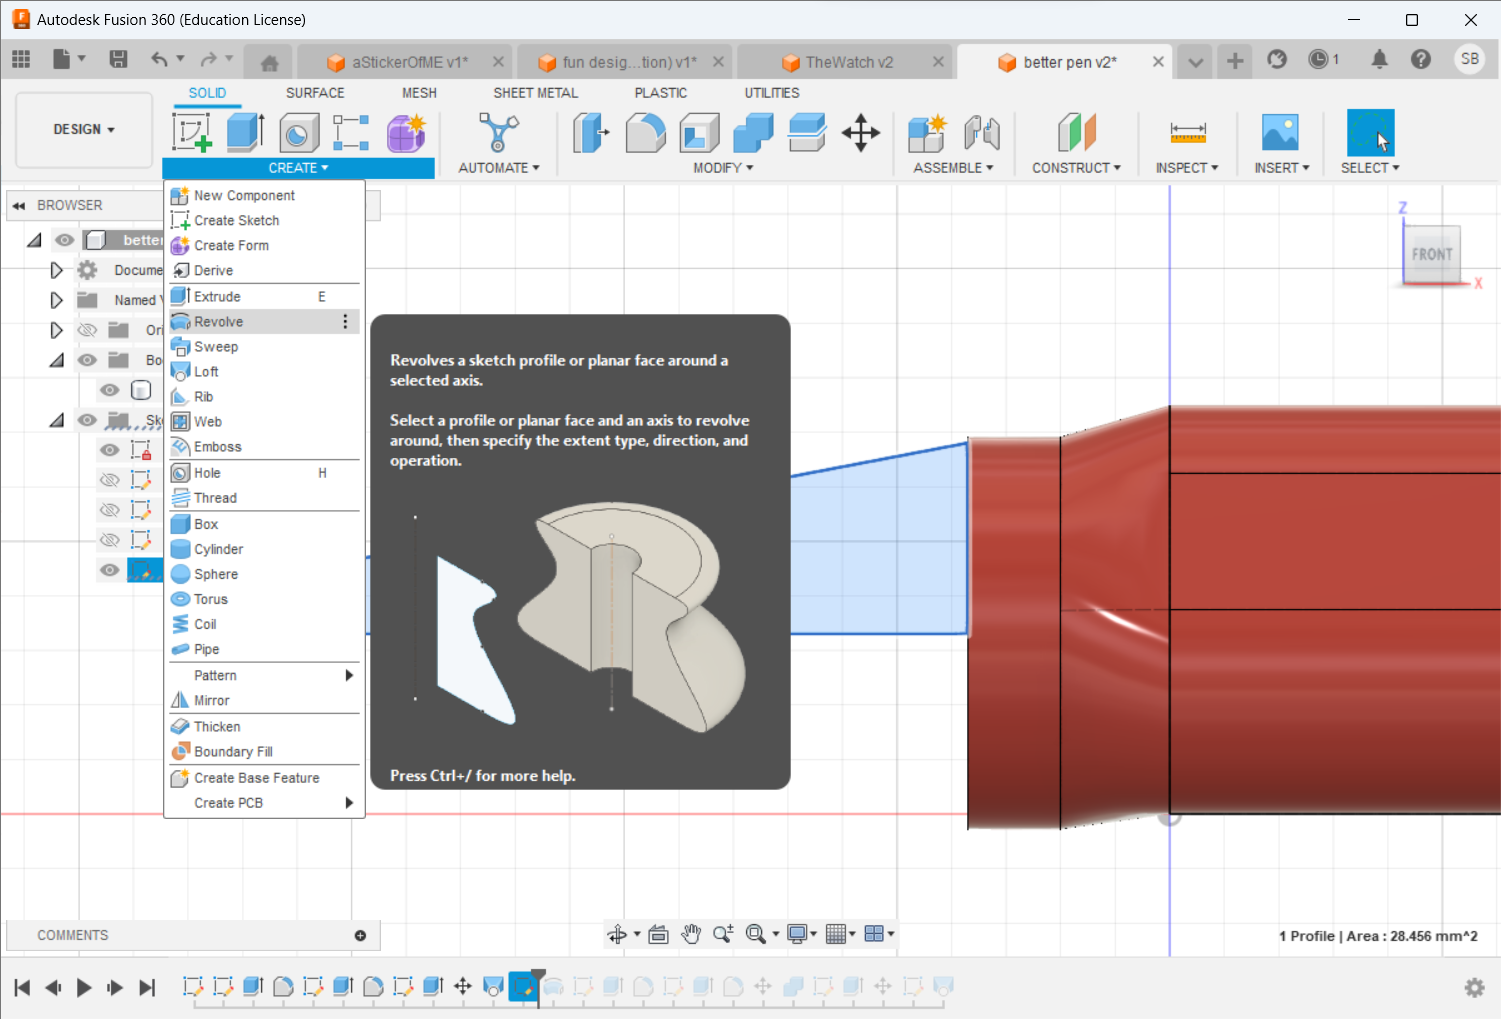 Autodesk Fusion 360 (Education License)
aStickerOfME v1*
fun desig...tion) v1*
TheWatch v2
better pen v2*
1
SB
SOLID
SURFACE
MESH
SHEET METAL
PLASTIC
UTILITIES
DESIGN
CREATE
AUTOMATE
MODIFY
ASSEMBLE
CONSTRUCT
INSPECT
INSERT
SELECT
BROWSER
better
Docume
Named V
Ori
Bo
Sk
New Component
Create Sketch
Create Form
Derive
Extrude E
Revolve
Sweep
Loft
Rib
Web
Emboss
Hole H
Thread
Box
Cylinder
Sphere
Torus
Coil
Pipe
Pattern
Mirror
Thicken
Boundary Fill
Create Base Feature
Create PCB
Revolves a sketch profile or planar face around a
selected axis.
Select a profile or planar face and an axis to revolve
around, then specify the extent type, direction, and
operation.
Press Ctrl+/ for more help.
Z
FRONT
X
COMMENTS
1 Profile | Area : 28.456 mm^2